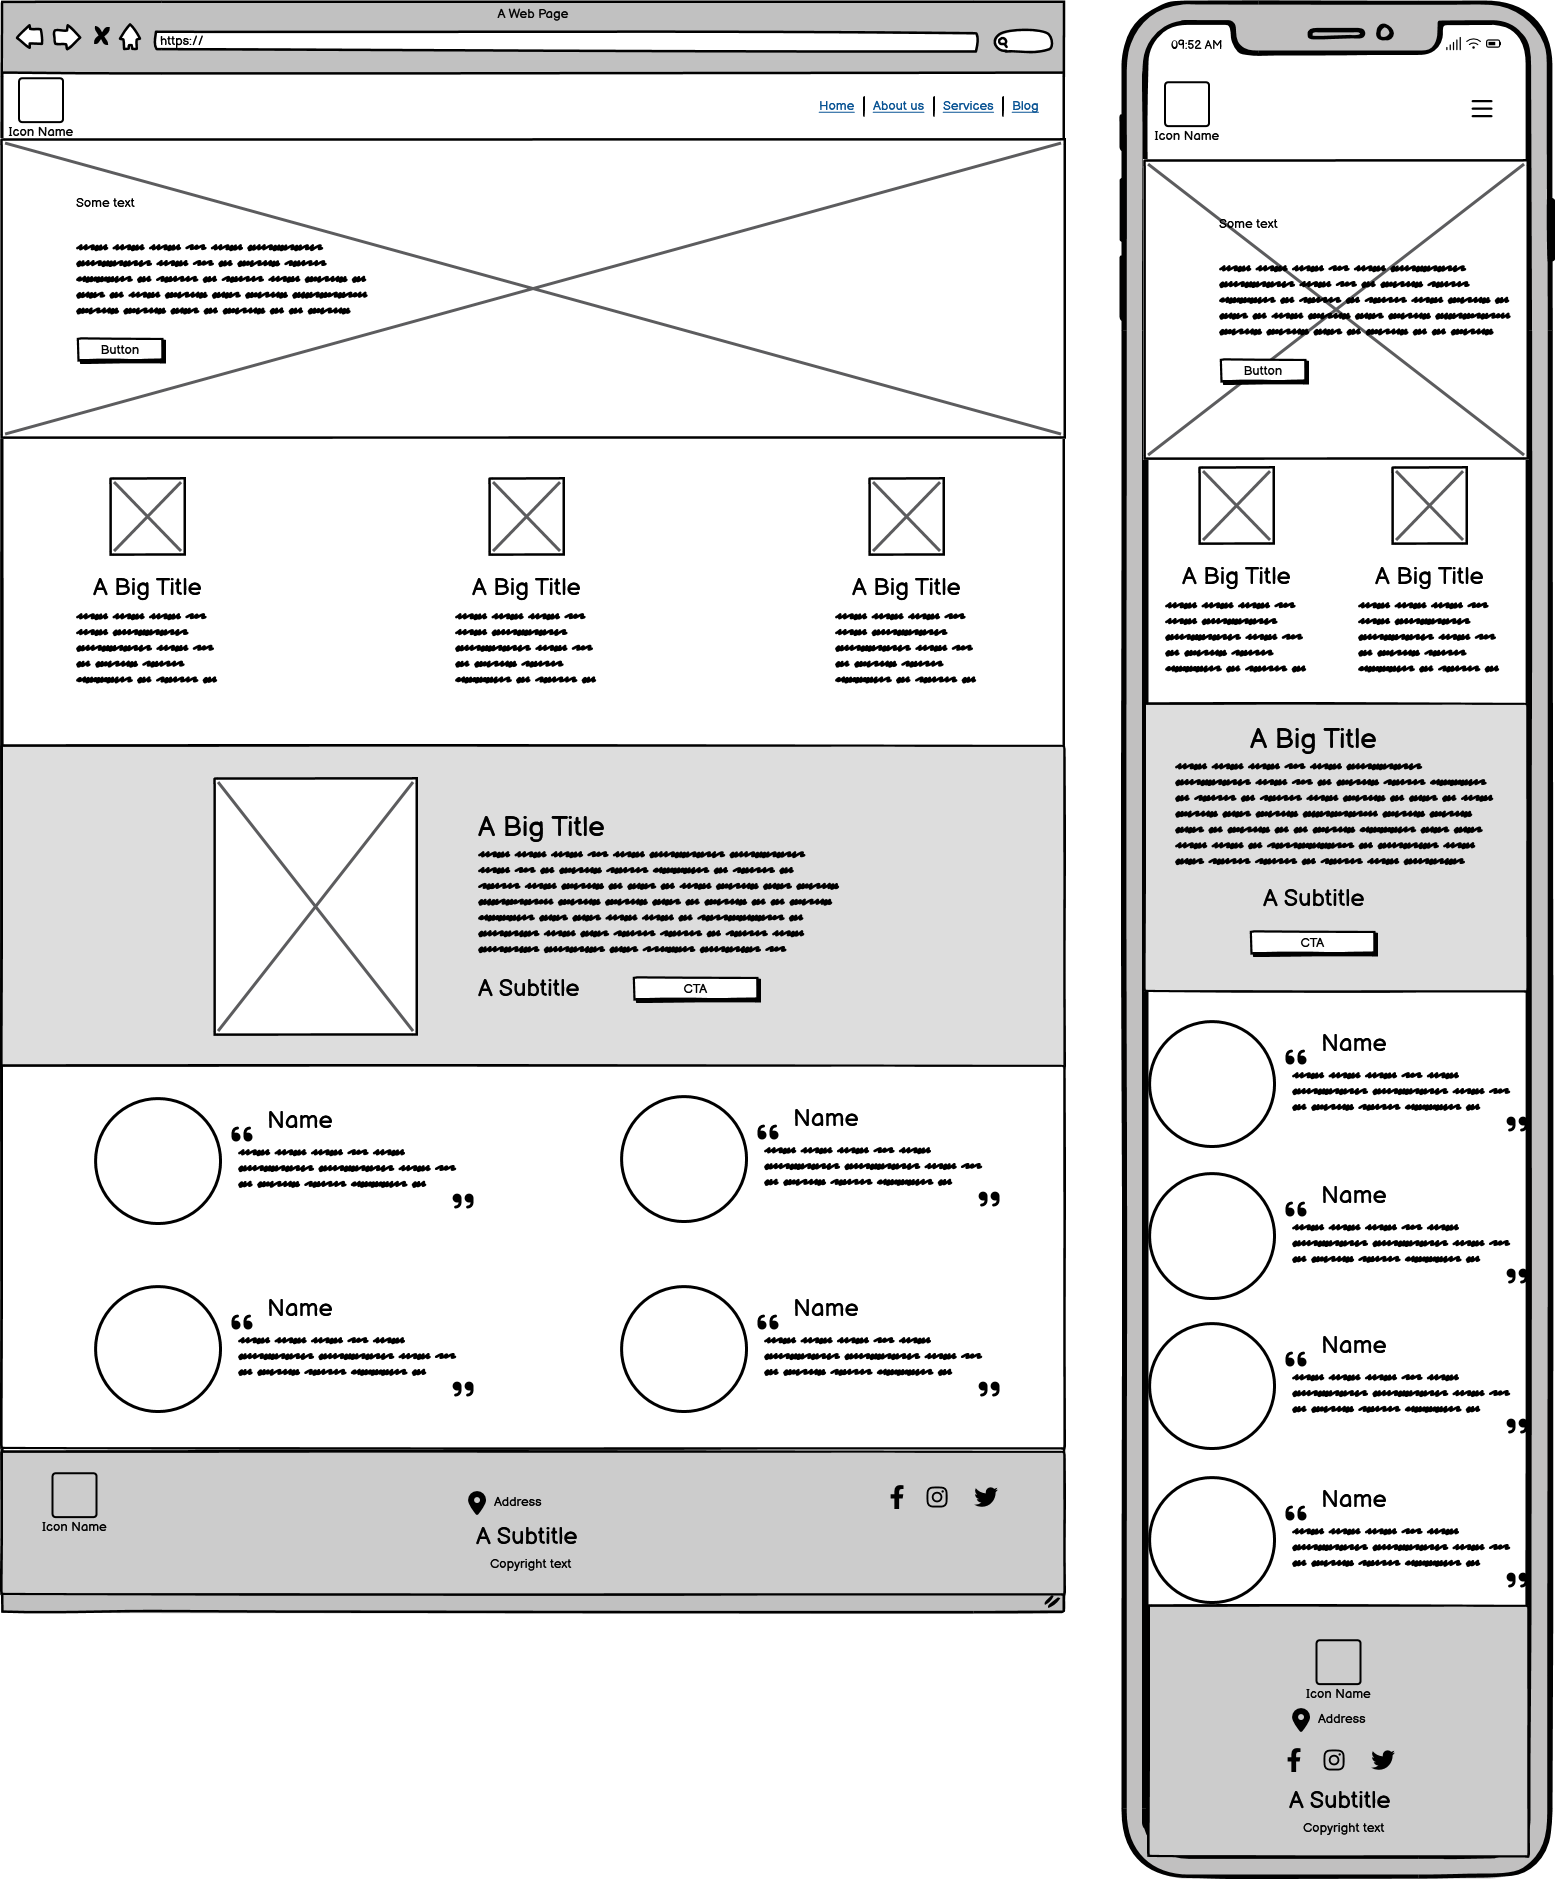 A Web Page
https://
Icon Name
Home
About us
Services
Blog
Some text
Button
A Big Title
A Big Title
A Big Title
A Big Title
A Subtitle
CTA
Name
Name
Name
Name
Icon Name
Address
A Subtitle
Copyright text
09:52 AM
Icon Name
Some text
Button
A Big Title
A Big Title
A Big Title
A Subtitle
CTA
Name
Name
Name
Name
Icon Name
Address
A Subtitle
Copyright text